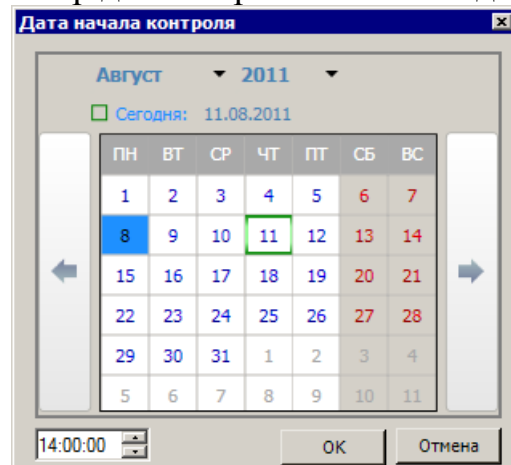 Дата начала контроля
Август 2011
Сегодня: 11.08.2011
ПН ВТ СР ЧТ ПТ СБ ВС
1 2 3 4 5 6 7
8 9 10 11 12 13 14
15 16 17 18 19 20 21
22 23 24 25 26 27 28
29 30 31 1 2 3 4
5 6 7 8 9 10 11
14:00:00 ОК Отмена